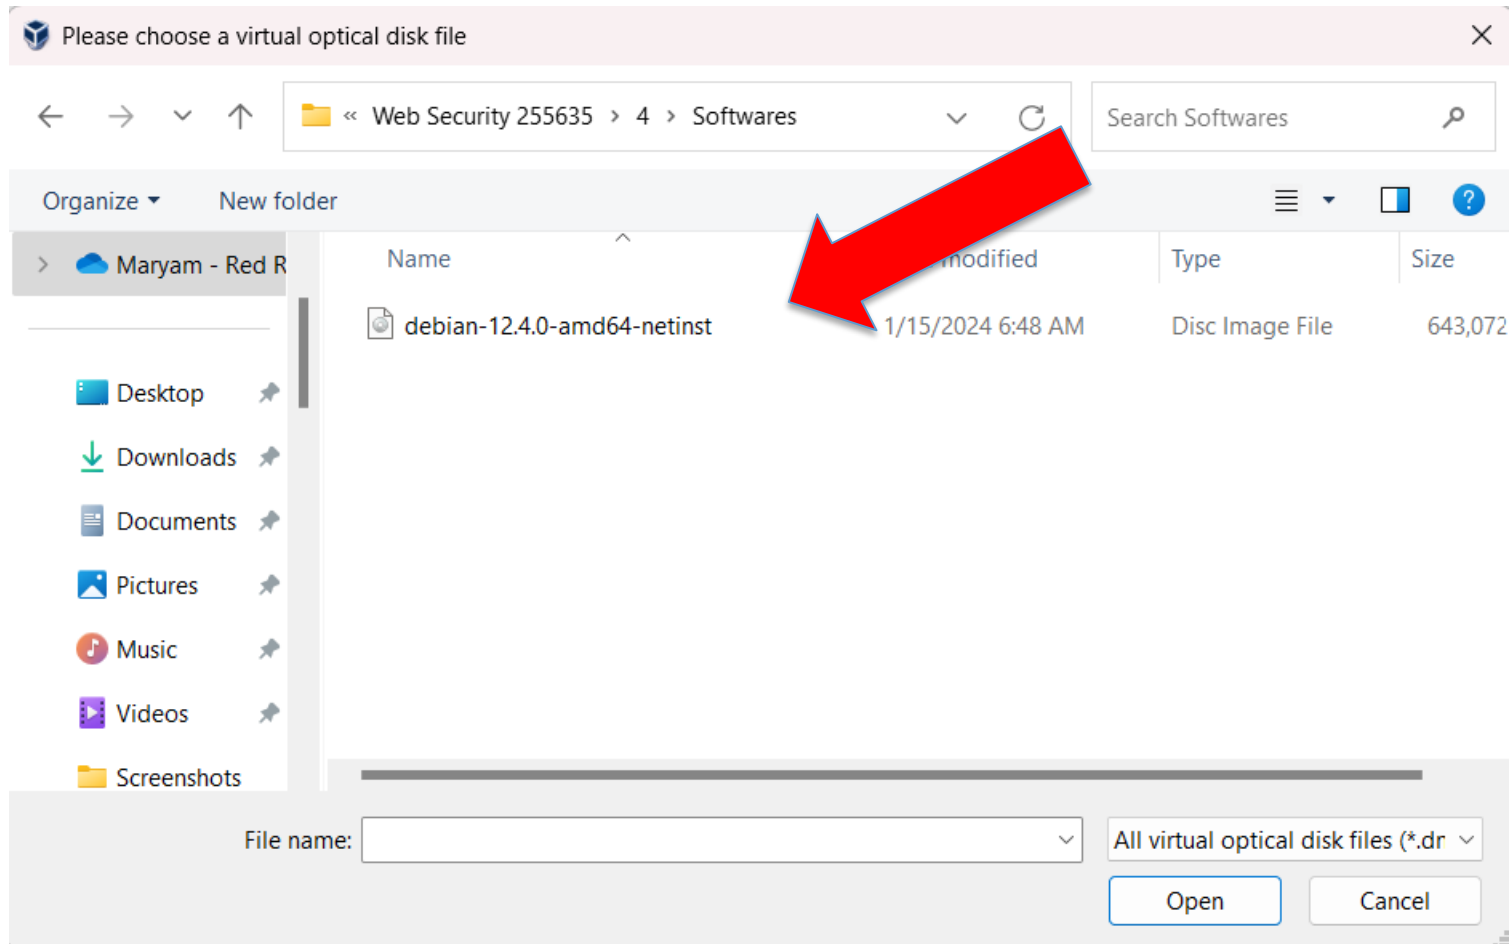 Please choose a virtual optical disk file
« Web Security 255635 > 4 > Softwares
Search Softwares
Organize
New folder
Maryam - Red R
Name
modified
Type
Size
debian-12.4.0-amd64-netinst
1/15/2024 6:48 AM
Disc Image File
643,072
Desktop
Downloads
Documents
Pictures
Music
Videos
Screenshots
File name:
All virtual optical disk files (*.dr
Open
Cancel